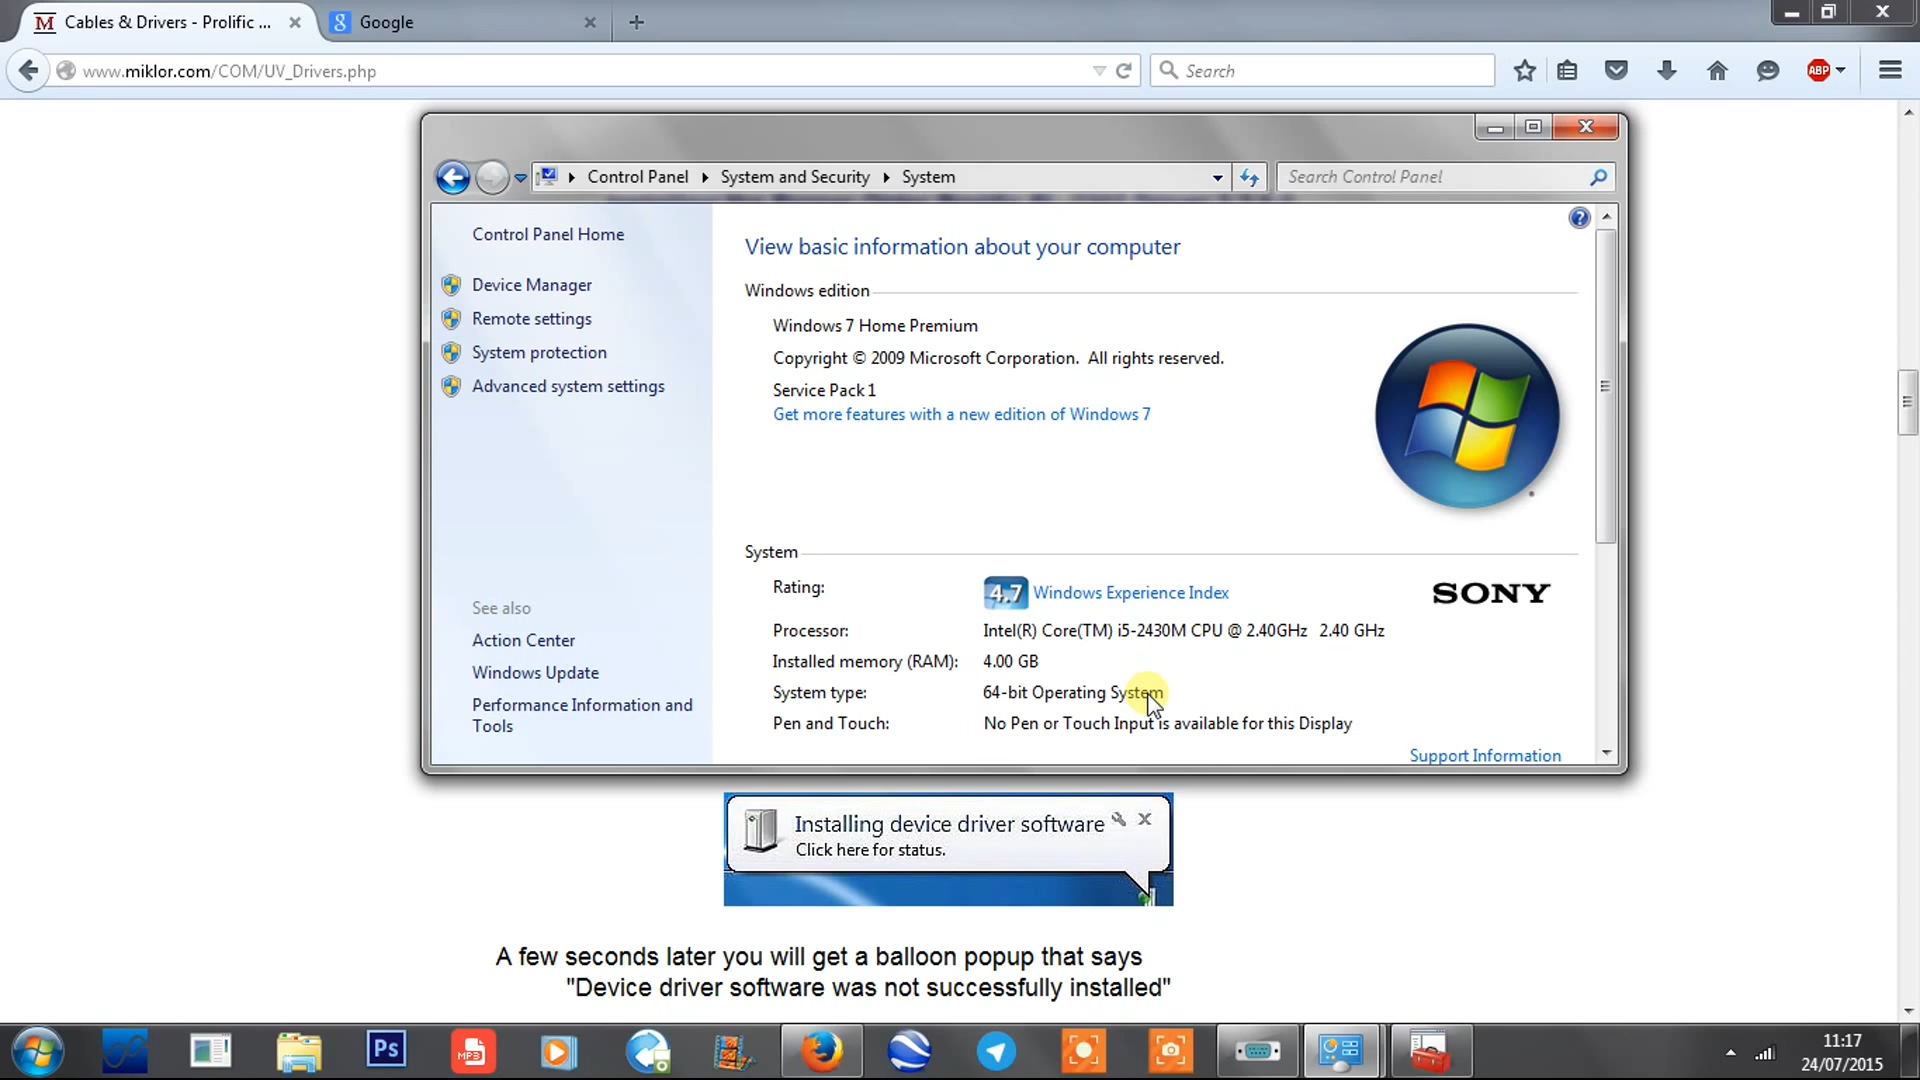 Cables & Drivers - Prolific ...
Google
www.miklor.com/COM/UV_Drivers.php
Search
ABP
Control Panel
System and Security
System
Search Control Panel
Control Panel Home
Device Manager
Remote settings
System protection
Advanced system settings
See also
Action Center
Windows Update
Performance Information and
Tools
View basic information about your computer
Windows edition
Windows 7 Home Premium
Copyright © 2009 Microsoft Corporation.  All rights reserved.
Service Pack 1
Get more features with a new edition of Windows 7
System
Rating:
4.7 Windows Experience Index
SONY
Processor:
Intel(R) Core(TM) i5-2430M CPU @ 2.40GHz   2.40 GHz
Installed memory (RAM):
4.00 GB
System type:
64-bit Operating System
Pen and Touch:
No Pen or Touch Input is available for this Display
Support Information
Installing device driver software
Click here for status.
A few seconds later you will get a balloon popup that says
"Device driver software was not successfully installed"
Ps
MP3
11:17
24/07/2015